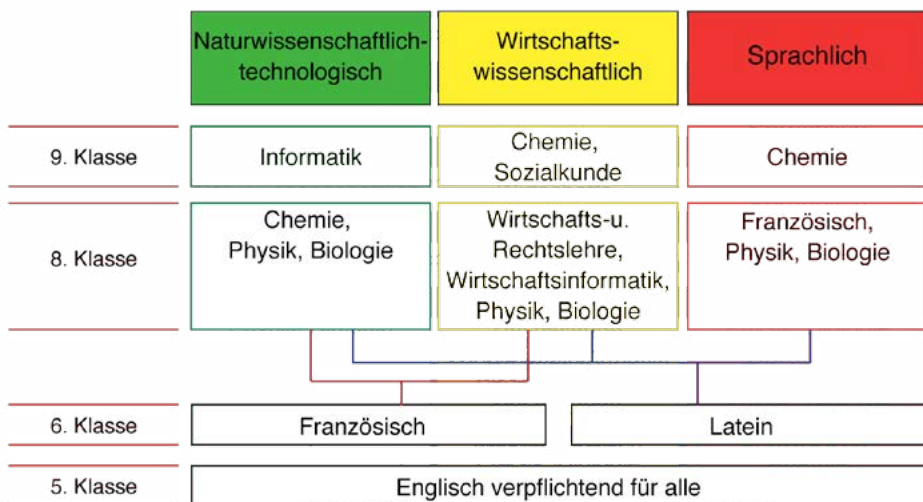 Naturwissenschaftlich-
technologisch
Wirtschafts-
wissenschaftlich
Sprachlich
9. Klasse
Informatik
Chemie,
Sozialkunde
Chemie
8. Klasse
Chemie,
Physik, Biologie
Wirtschafts-u.
Rechtslehre,
Wirtschaftsinformatik,
Physik, Biologie
Französisch,
Physik, Biologie
6. Klasse
Französisch
Latein
5. Klasse
Englisch verpflichtend für alle